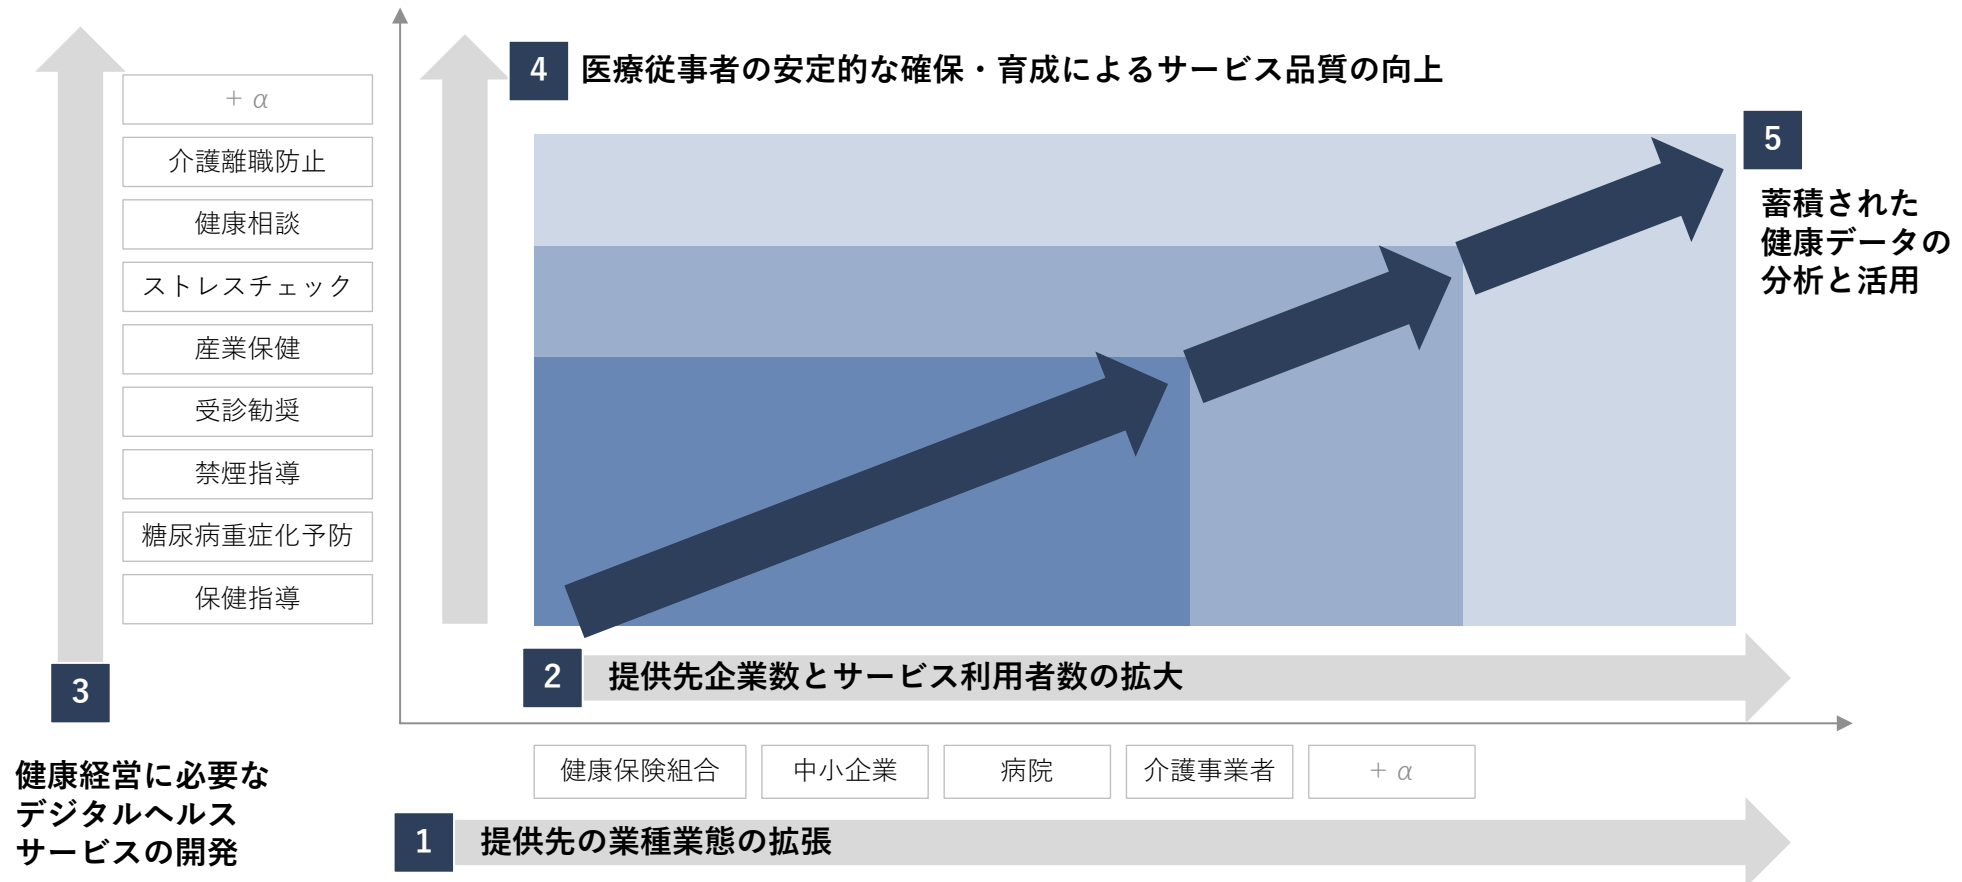 4
医療従事者の安定的な確保・育成によるサービス品質の向上
+ α
介護離職防止
健康相談
ストレスチェック
産業保健
受診勧奨
禁煙指導
糖尿病重症化予防
保健指導
5
蓄積された
健康データの
分析と活用
3
健康経営に必要な
デジタルヘルス
サービスの開発
2
提供先企業数とサービス利用者数の拡大
健康保険組合
中小企業
病院
介護事業者
+ α
1
提供先の業種業態の拡張